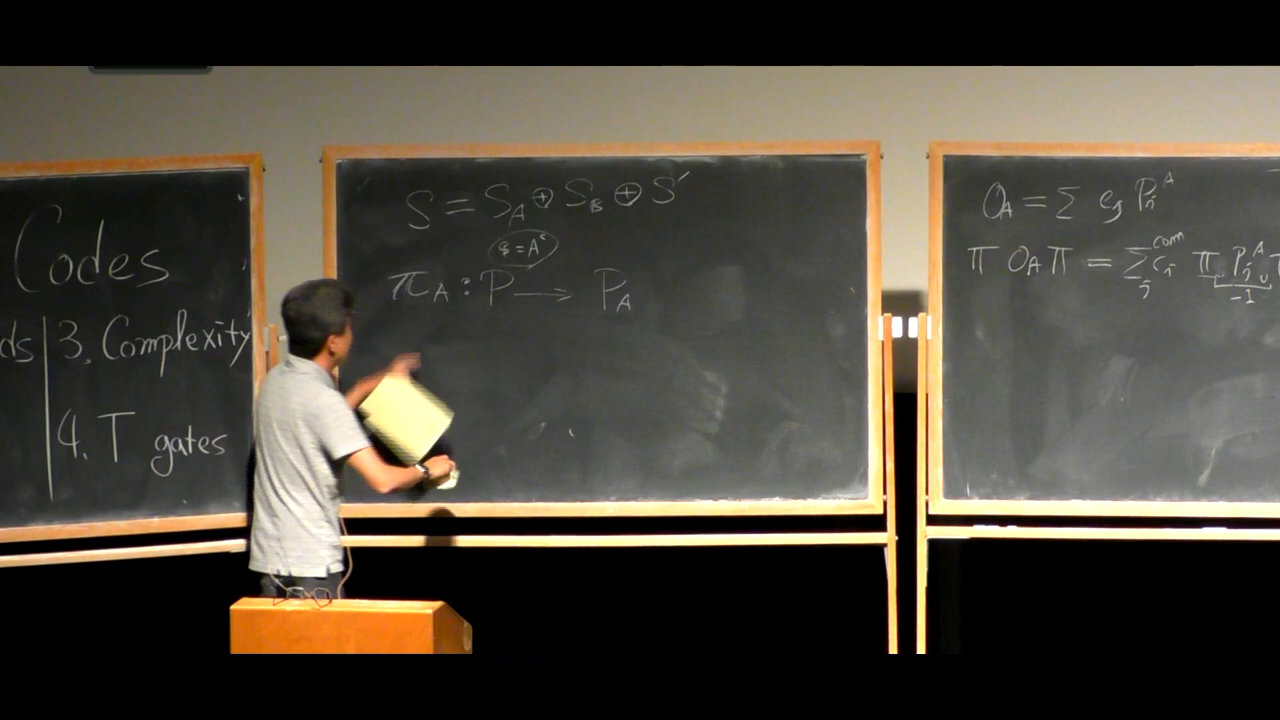 Codes
ds 3. Complexity
4. T gates
S = S_A ⊕ S_B ⊕ S′
B = Aᶜ
π_A : P → P_A
O_A = Σ c_j P_j^A
Π O_A Π = Σ_j^com c_j Π P_j^A
-1